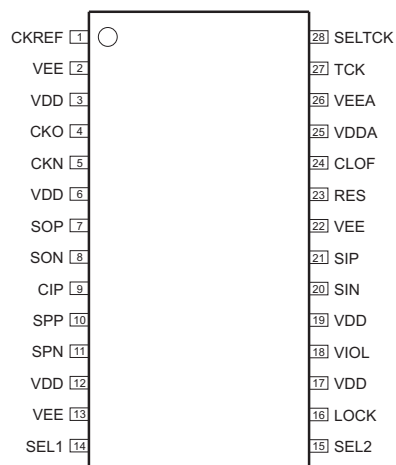 CKREF 1
VEE 2
VDD 3
CKO 4
CKN 5
VDD 6
SOP 7
SON 8
CIP 9
SPP 10
SPN 11
VDD 12
VEE 13
SEL1 14
28 SELTCK
27 TCK
26 VEEA
25 VDDA
24 CLOF
23 RES
22 VEE
21 SIP
20 SIN
19 VDD
18 VIOL
17 VDD
16 LOCK
15 SEL2